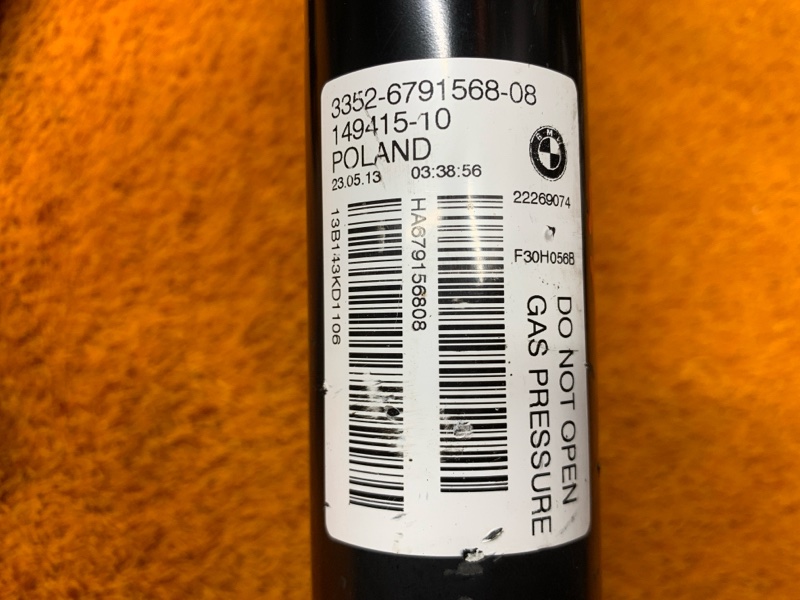 3352-6791568-08
149415-10
POLAND
23.05.13 03:38:56
BMW
22269074
F30H056B
13B143KD1106
HA679156808
DO NOT OPEN
GAS PRESSURE